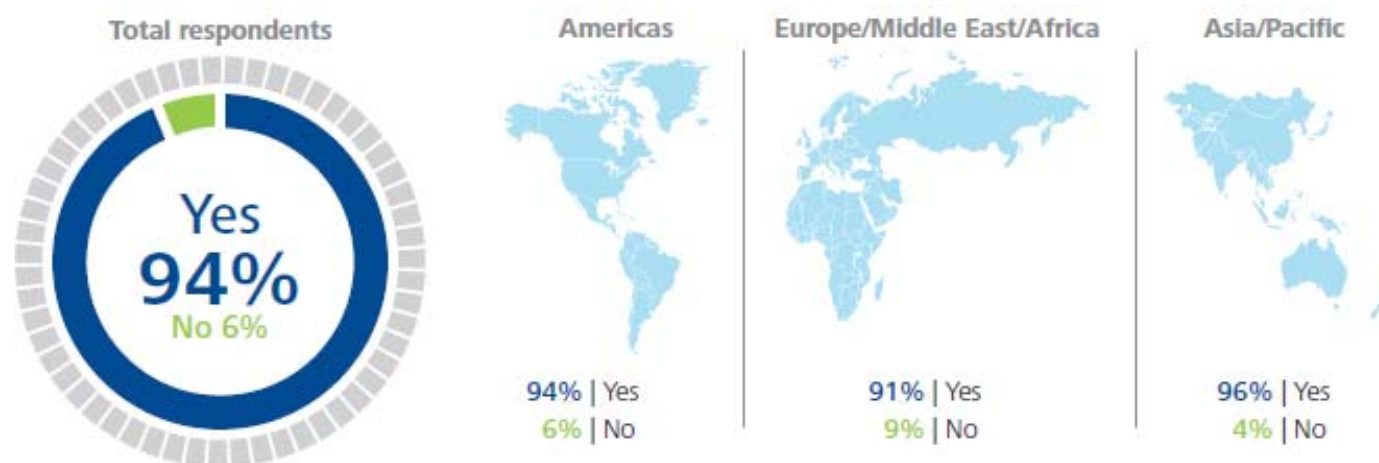 Total respondents
Yes
94%
No 6%
Americas
94% | Yes
6% | No
Europe/Middle East/Africa
91% | Yes
9% | No
Asia/Pacific
96% | Yes
4% | No